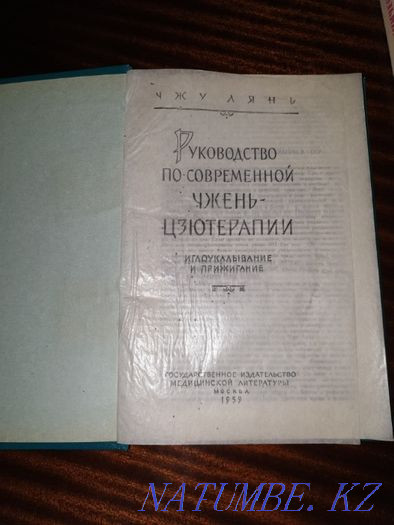 ЧЖУ ЛЯНЬ
РУКОВОДСТВО
ПО СОВРЕМЕННОЙ
ЧЖЕНЬ-
ЦЗЮТЕРАПИИ
ИГЛОУКАЛЫВАНИЕ
И ПРИЖИГАНИЕ
ГОСУДАРСТВЕННОЕ ИЗДАТЕЛЬСТВО
МЕДИЦИНСКОЙ ЛИТЕРАТУРЫ
МОСКВА
1959
NATUMBE. KZ